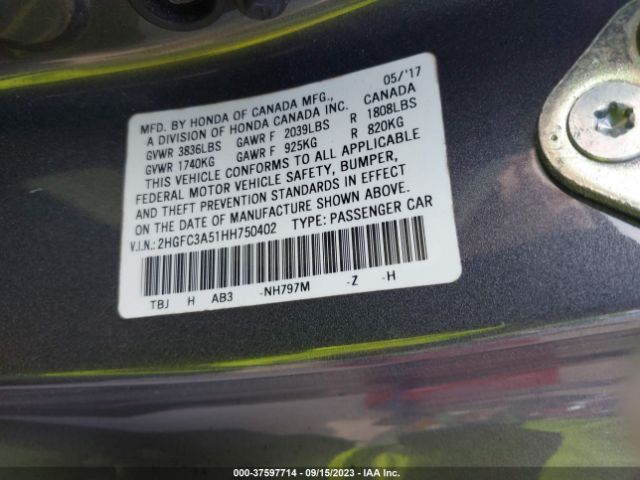 MFD. BY HONDA OF CANADA MFG., 05/'17
A DIVISION OF HONDA CANADA INC. CANADA
GVWR 3836LBS GAWR F 2039LBS R 1808LBS
GVWR 1740KG GAWR F 925KG R 820KG
THIS VEHICLE CONFORMS TO ALL APPLICABLE
FEDERAL MOTOR VEHICLE SAFETY, BUMPER,
AND THEFT PREVENTION STANDARDS IN EFFECT
ON THE DATE OF MANUFACTURE SHOWN ABOVE.
V.I.N.: 2HGFC3A51HH750402 TYPE: PASSENGER CAR
TBJ H AB3 -NH797M -Z -H
000-37597714 - 09/15/2023 - IAA Inc.